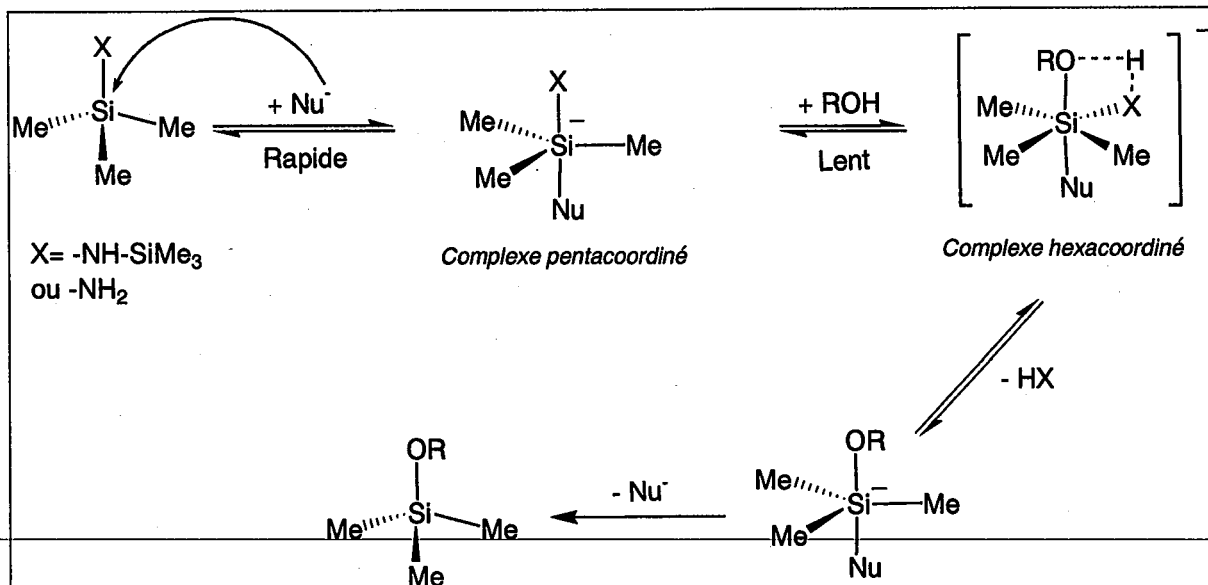 X
Si
Me
Me
Me
X= -NH-SiMe₃
ou -NH₂
+ Nu⁻
Rapide
X
Me
Si
–
Me
Me
Nu
Complexe pentacoordiné
+ ROH
Lent
RO
H
–
Me
Si
X
Me
Me
Nu
Complexe hexacoordiné
- HX
OR
Me
Si
–
Me
Me
Nu
- Nu⁻
OR
Si
Me
Me
Me